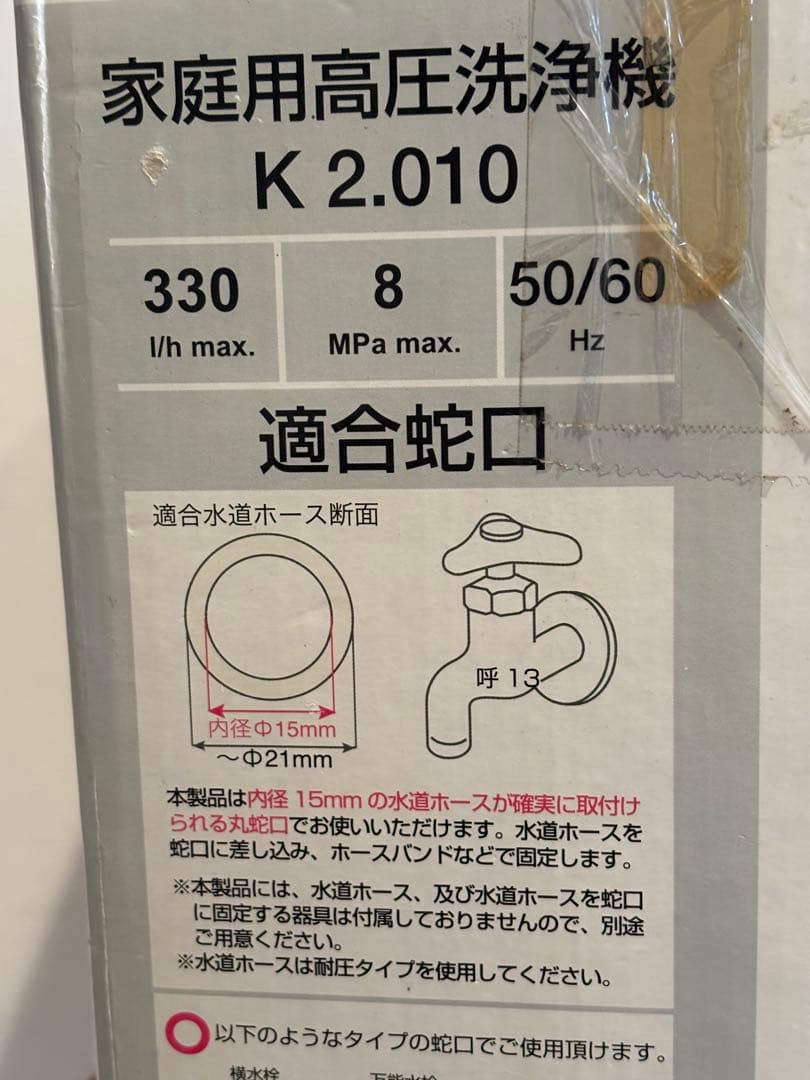 家庭用高圧洗浄機
K 2.010
330 8 50/60
l/h max. MPa max. Hz
適合蛇口
適合水道ホース断面
呼 13
内径Φ15mm
～Φ21mm
本製品は内径 15mm の水道ホースが確実に取付け
られる丸蛇口でお使いいただけます。水道ホースを
蛇口に差し込み、ホースバンドなどで固定します。
※本製品には、水道ホース、及び水道ホースを蛇口
に固定する器具は付属しておりませんので、別途
ご用意ください。
※水道ホースは耐圧タイプを使用してください。
以下のようなタイプの蛇口でご使用頂けます。
横水栓 万能水栓